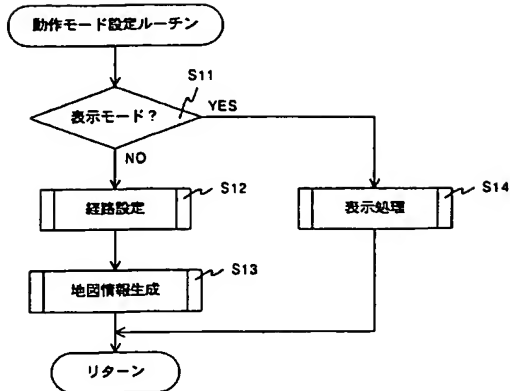 動作モード設定ルーチン
S11
表示モード?
YES
NO
S12
経路設定
S14
表示処理
S13
地図情報生成
リターン